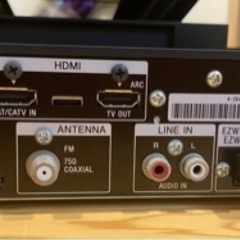 HDMI
ARC
SAT/CATV IN
TV OUT
ANTENNA
LINE IN
FM
75Ω
COAXIAL
R
L
AUDIO IN
EZW
EZW